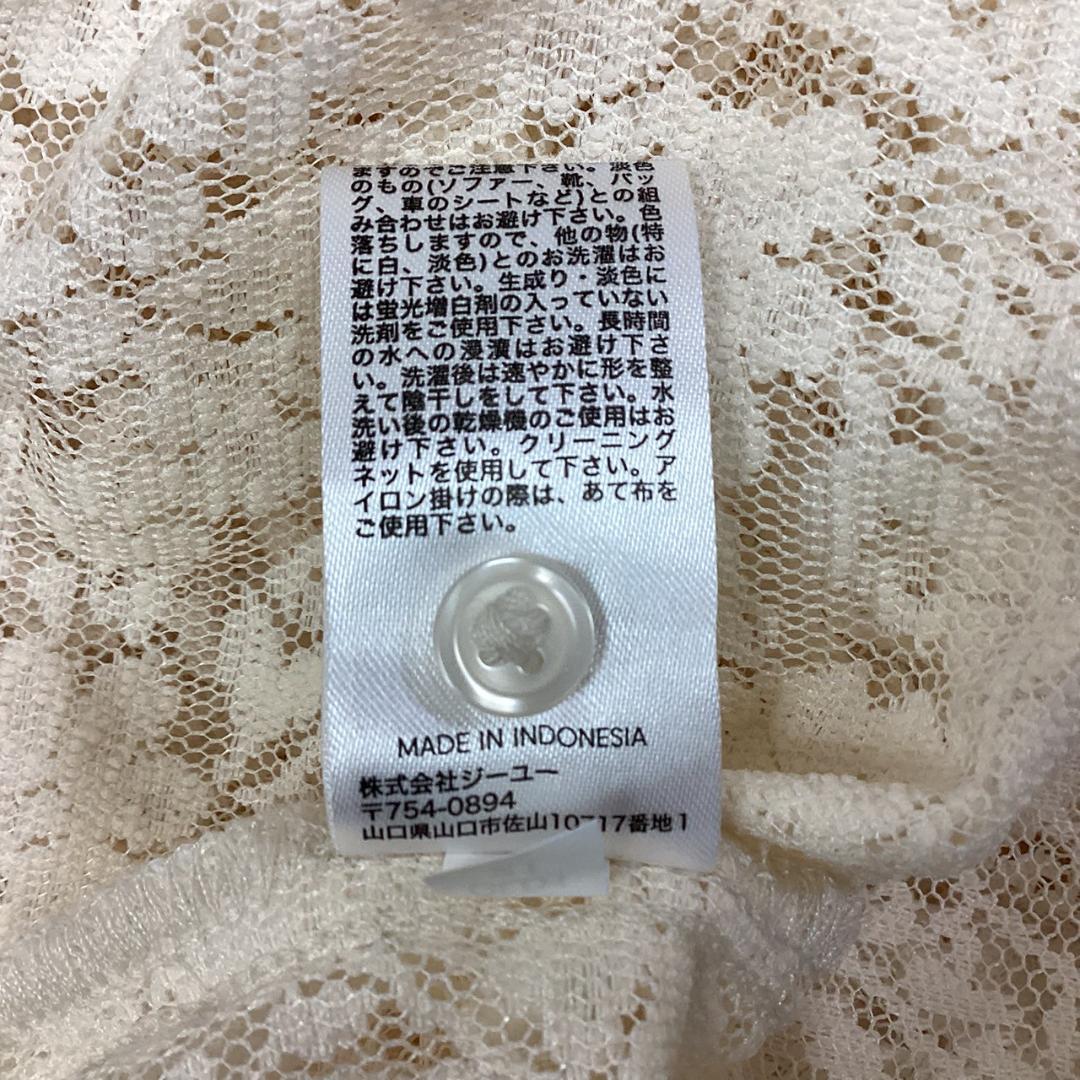 ますのでご注意下さい。淡色
のもの(ソファー、靴、バッ
グ、車のシートなど)との組
み合わせはお避け下さい。色
落ちしますので、他の物(特
に白、淡色)とのお洗濯はお
避け下さい。生成り・淡色に
は蛍光増白剤の入っていない
洗剤をご使用下さい。長時間
の水への浸漬はお避け下さ
い。洗濯後は速やかに形を整
えて陰干しをして下さい。水
洗い後の乾燥機のご使用はお
避け下さい。クリーニング
ネットを使用して下さい。ア
イロン掛けの際は、あて布を
ご使用下さい。
MADE IN INDONESIA
株式会社ジーユー
〒754-0894
山口県山口市佐山10717番地1